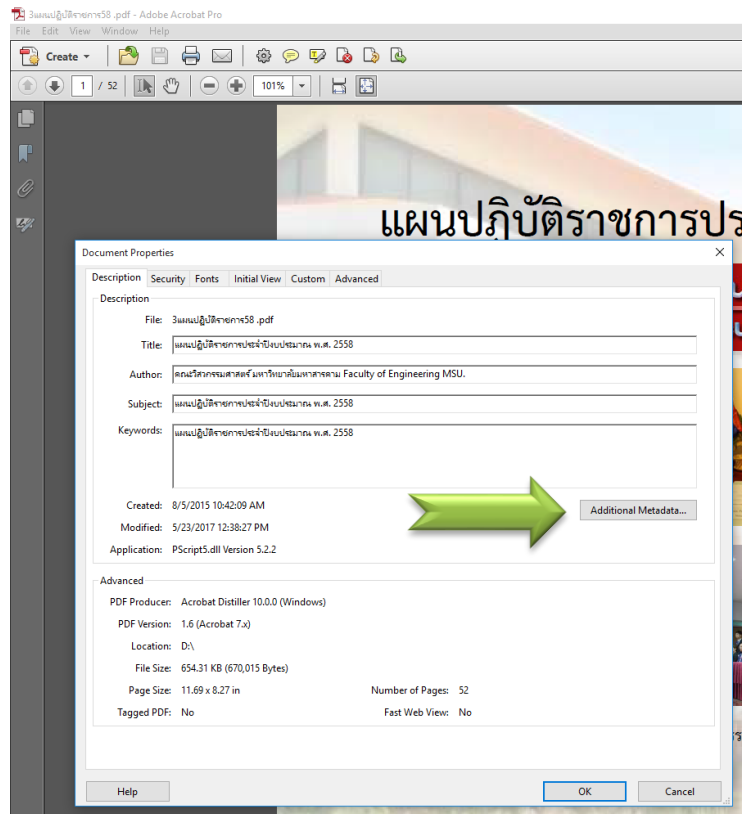 3แผนปฏิบัติราชการ58 .pdf - Adobe Acrobat Pro
File Edit View Window Help
Create
1 / 52 101%
แผนปฏิบัติราชการปร
Document Properties
Description Security Fonts Initial View Custom Advanced
Description
File: 3แผนปฏิบัติราชการ58 .pdf
Title: แผนปฏิบัติราชการประจำปีงบประมาณ พ.ศ. 2558
Author: คณะวิศวกรรมศาสตร์ มหาวิทยาลัยมหาสารคาม Faculty of Engineering MSU.
Subject: แผนปฏิบัติราชการประจำปีงบประมาณ พ.ศ. 2558
Keywords: แผนปฏิบัติราชการประจำปีงบประมาณ พ.ศ. 2558
Created: 8/5/2015 10:42:09 AM
Additional Metadata...
Modified: 5/23/2017 12:38:27 PM
Application: PScript5.dll Version 5.2.2
Advanced
PDF Producer: Acrobat Distiller 10.0.0 (Windows)
PDF Version: 1.6 (Acrobat 7.x)
Location: D:\
File Size: 654.31 KB (670,015 Bytes)
Page Size: 11.69 x 8.27 in Number of Pages: 52
Tagged PDF: No Fast Web View: No
Help OK Cancel